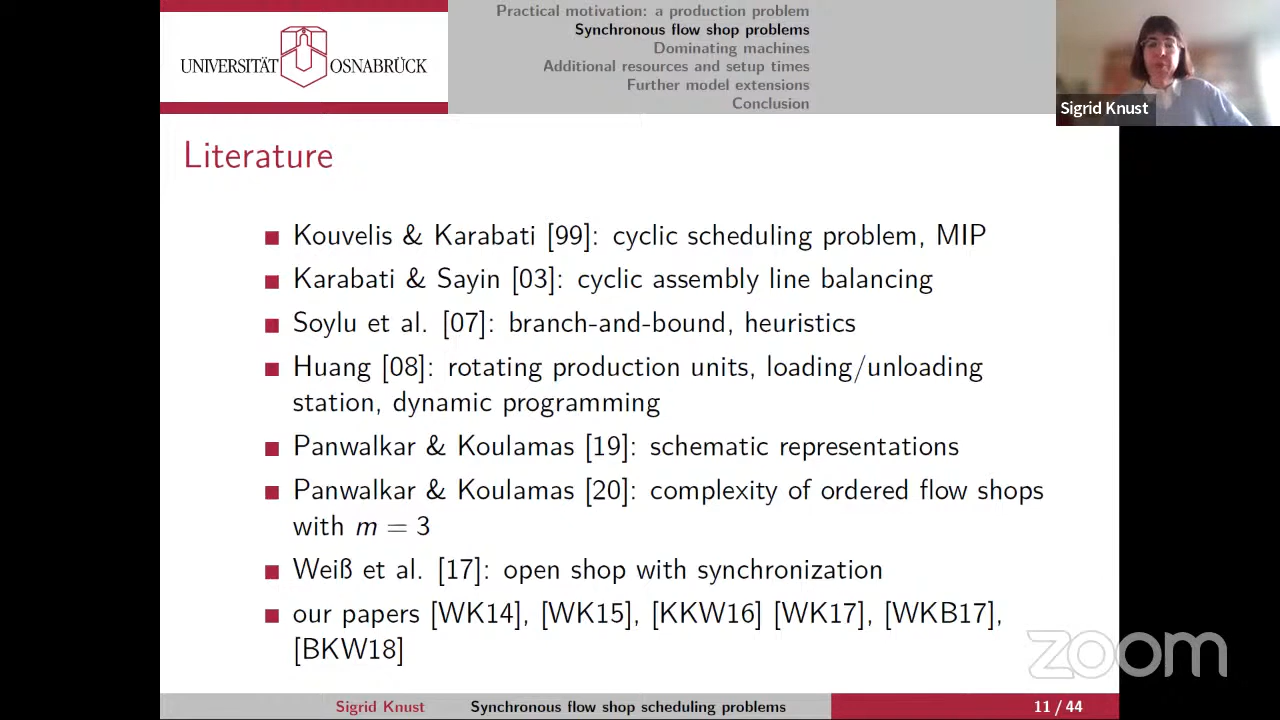 UNIVERSITÄT OSNABRÜCK
Practical motivation: a production problem
Synchronous flow shop problems
Dominating machines
Additional resources and setup times
Further model extensions
Conclusion
Sigrid Knust
Literature
Kouvelis & Karabati [99]: cyclic scheduling problem, MIP
Karabati & Sayin [03]: cyclic assembly line balancing
Soylu et al. [07]: branch-and-bound, heuristics
Huang [08]: rotating production units, loading/unloading
station, dynamic programming
Panwalkar & Koulamas [19]: schematic representations
Panwalkar & Koulamas [20]: complexity of ordered flow shops
with m = 3
Weiß et al. [17]: open shop with synchronization
our papers [WK14], [WK15], [KKW16] [WK17], [WKB17],
[BKW18]
zoom
Sigrid Knust Synchronous flow shop scheduling problems 11 / 44